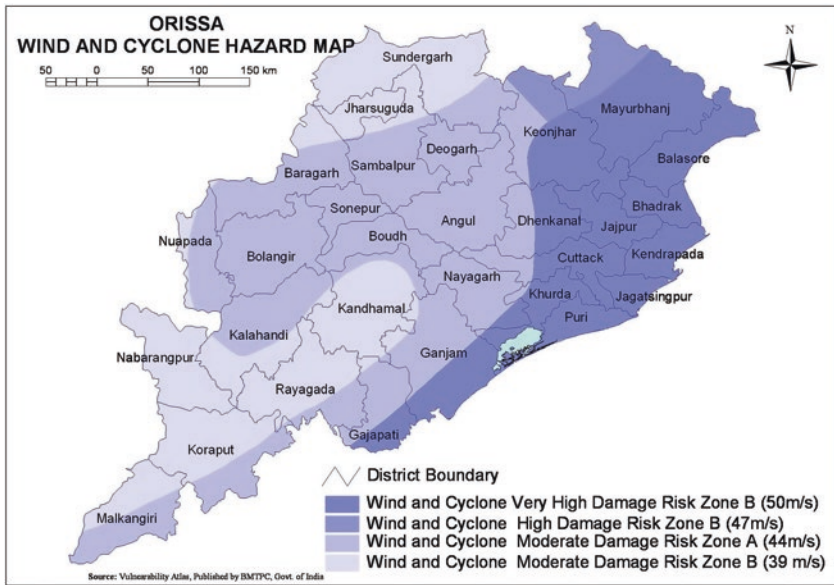 ORISSA
WIND AND CYCLONE HAZARD MAP
50 0 50 100 150 km
N
Sundergarh
Jharsuguda
Mayurbhanj
Keonjhar
Deogarh
Sambalpur
Balasore
Baragarh
Sonepur
Bhadrak
Angul
Dhenkanal
Jajpur
Nuapada
Boudh
Bolangir
Kendrapada
Cuttack
Nayagarh
Khurda
Jagatsingpur
Kandhamal
Puri
Kalahandi
Ganjam
Nabarangpur
Rayagada
Gajapati
Koraput
Malkangiri
District Boundary
Wind and Cyclone Very High Damage Risk Zone B (50m/s)
Wind and Cyclone High Damage Risk Zone B (47m/s)
Wind and Cyclone Moderate Damage Risk Zone A (44m/s)
Wind and Cyclone Moderate Damage Risk Zone B (39 m/s)
Source: Vulnearability Atlas, Published by BMTPC, Govt. of India